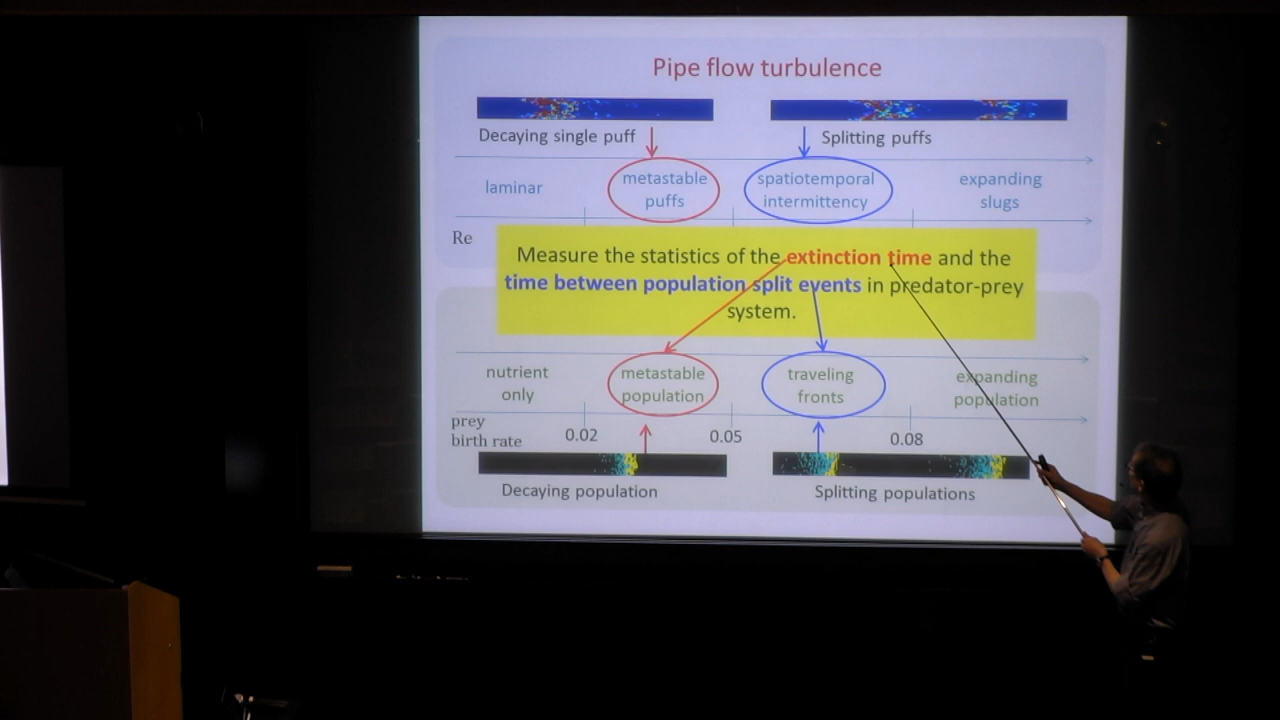 Pipe flow turbulence
Decaying single puff
Splitting puffs
laminar
metastable
puffs
spatiotemporal
intermittency
expanding
slugs
Re
Measure the statistics of the extinction time and the
time between population split events in predator-prey
system.
nutrient
only
metastable
population
traveling
fronts
expanding
population
prey
birth rate
0.02
0.05
0.08
Decaying population
Splitting populations